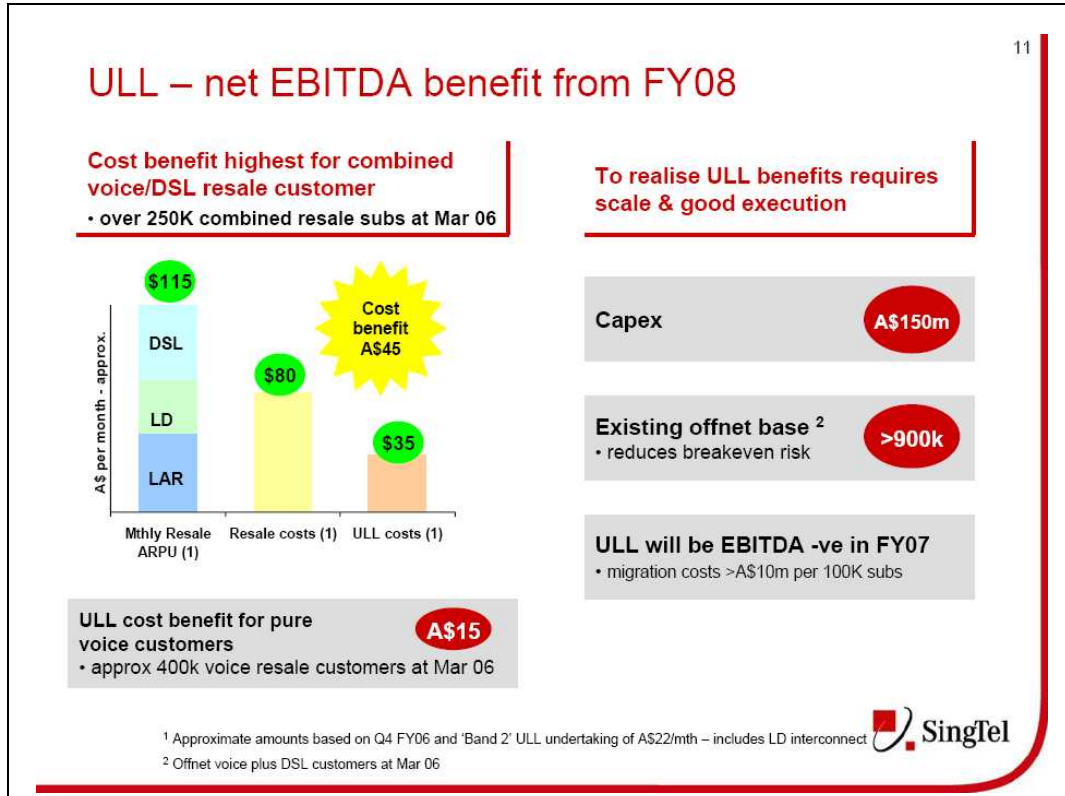 11
ULL – net EBITDA benefit from FY08
Cost benefit highest for combined
voice/DSL resale customer
• over 250K combined resale subs at Mar 06
To realise ULL benefits requires
scale & good execution
A$ per month - approx.
$115
DSL
LD
LAR
$80
$35
Cost
benefit
A$45
Mthly Resale
ARPU (1)
Resale costs (1)
ULL costs (1)
Capex
A$150m
Existing offnet base 2
• reduces breakeven risk
>900k
ULL will be EBITDA -ve in FY07
• migration costs >A$10m per 100K subs
ULL cost benefit for pure
voice customers
• approx 400k voice resale customers at Mar 06
A$15
1 Approximate amounts based on Q4 FY06 and ‘Band 2’ ULL undertaking of A$22/mth – includes LD interconnect
2 Offnet voice plus DSL customers at Mar 06
SingTel